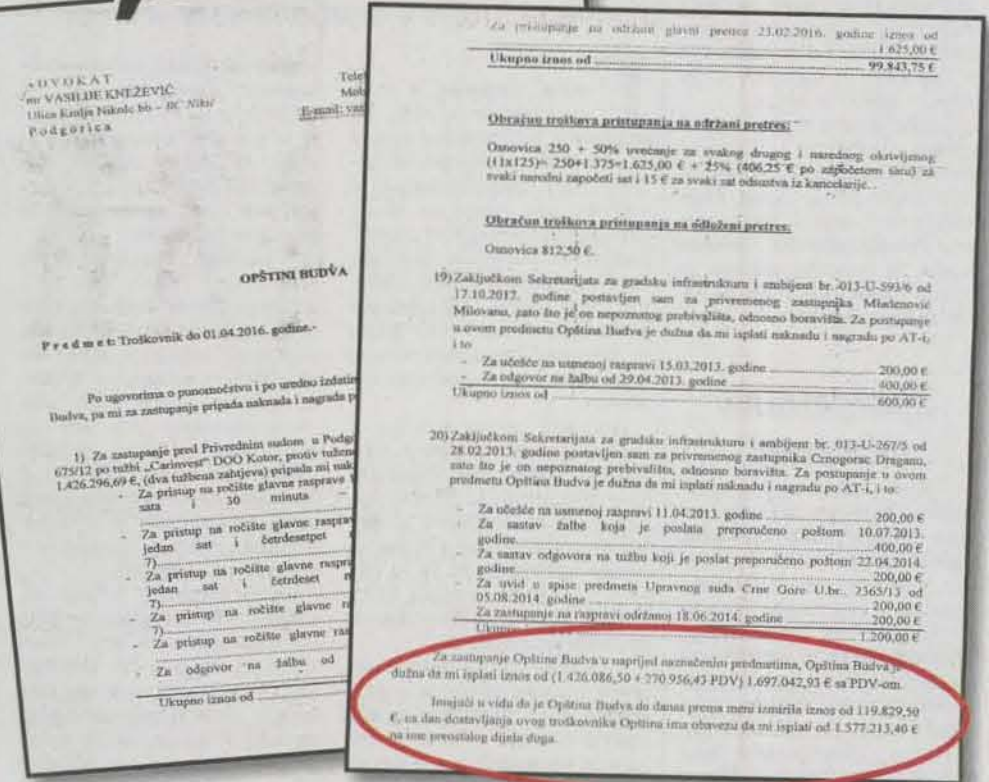 ADVOKAT
mr VASILIJE KNEŽEVIĆ
Ulica Kralja Nikole bb – BC Nikić
Podgorica
E-mail:
OPŠTINI BUDVA
P r e d m e t: Troškovnik do 01.04.2016. godine.-
Po ugovorima o punomoćstvu i po uredno izdatim
Budva, pa mi za zastupanje pripada naknada i nagrada
1) Za zastupanje pred Privrednim sudom u
675/12 po tužbi „Carinvest" DOO Kotor, protiv
1.426.296,69 €, (dva tužbena zahtjeva) pripada mi
- Za pristup na ročište glavne rasprave
sata i 30 minuta –
- Za pristup na ročište glavne
jedan sat i četrdesetpet
7)
- Za pristup na ročište glavne
jedan sat i četrdeset
7)
- Za pristup na ročište glavne
7)
- Za pristup na ročište glavne
- Za odgovor na žalbu od
Ukupno iznos od
Za pristupanje na održan glavni pretres 23.02.2016. godine iznos od
1.625,00 €
Ukupno iznos od 99.843,75 €
Obračun troškova pristupanja na održani pretres:
Osnovica 250 + 50% uvećanje za svakog drugog i narednog okrivljenog
(11x125)= 250+1.375=1.625,00 € + 25% (406,25 € po započetom satu) za
svaki naredni započeti sat i 15 € za svaki sat odsustva iz kancelarije.
Obračun troškova pristupanja na odloženi pretres:
Osnovica 812,50 €.
19) Zaključkom Sekretarijata za gradsku infrastrukturu i ambijent br. 013-U-593/6 od
17.10.2012. godine postavljen sam za privremenog zastupnika Mladenović
Milovanu, zato što je on nepoznatog prebivališta, odnosno boravišta. Za postupanje
u ovom predmetu Opština Budva je dužna da mi isplati naknadu i nagradu po AT-i,
i to
- Za učešće na usmenoj raspravi 15.03.2013. godine 200,00 €
- Za odgovor na žalbu od 29.04.2013. godine 400,00 €
Ukupno iznos od 600,00 €
20) Zaključkom Sekretarijata za gradsku infrastrukturu i ambijent br. 013-U-267/5 od
28.02.2013. godine postavljen sam za privremenog zastupnika Crnogorac Draganu,
zato što je on nepoznatog prebivališta, odnosno boravišta. Za postupanje u ovom
predmetu Opština Budva je dužna da mi isplati naknadu i nagradu po AT-i, i to:
- Za učešće na usmenoj raspravi 11.04.2013. godine 200,00 €
- Za sastav žalbe koja je poslata preporučeno poštom 10.07.2013.
godine 400,00 €
- Za sastav odgovora na tužbu koji je poslat preporučeno poštom 22.04.2014.
godine 200,00 €
- Za uvid u spise predmeta Upravnog suda Crne Gore U.br.. 2365/13 od
05.08.2014. godine 200,00 €
Za zastupanje na raspravi održanoj 18.06.2014. godine 200,00 €
Ukupno 1.200,00 €
Za zastupanje Opštine Budva u naprijed naznačenim predmetima, Opština Budva je
dužna da mi isplati iznos od (1.426.086,50 + 270.956,43 PDV) 1.697.042,93 € sa PDV-om.
Imajući u vidu da je Opština Budva do danas prema meni izmirila iznos od 119.829,50
€, na dan dostavljanja ovog troškovnika Opština ima obavezu da mi isplati od 1.577.213,40 €
na ime preostalog dijela duga.